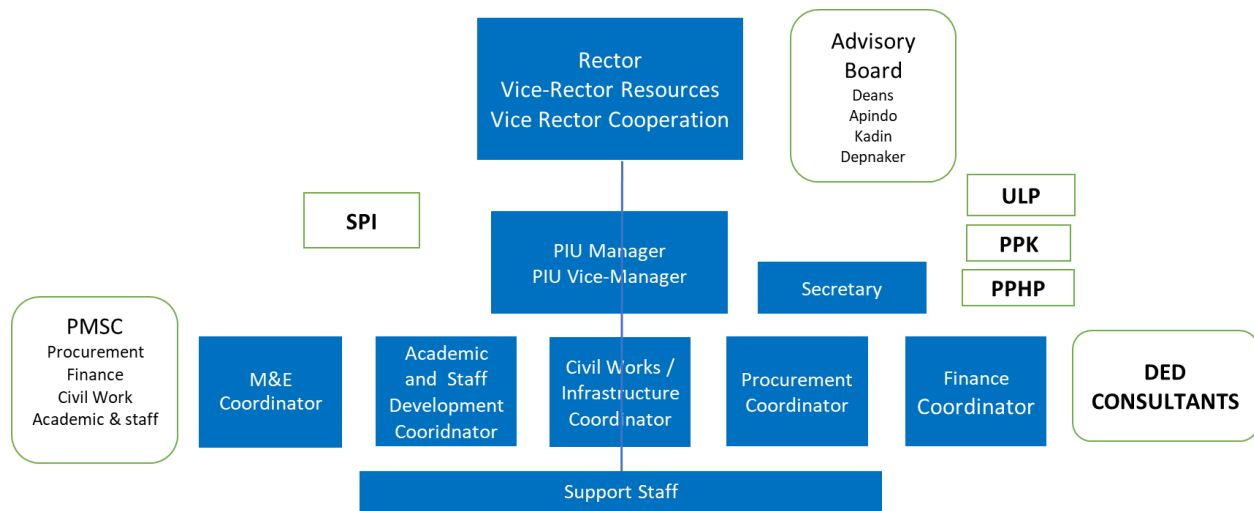 Rector
Vice-Rector Resources
Vice Rector Cooperation
Advisory
Board
Deans
Apindo
Kadin
Depnaker
SPI
ULP
PPK
PPHP
PIU Manager
PIU Vice-Manager
Secretary
PMSC
Procurement
Finance
Civil Work
Academic & staff
M&E
Coordinator
Academic
and Staff
Development
Cooridnator
Civil Works /
Infrastructure
Coordinator
Procurement
Coordinator
Finance
Coordinator
DED
CONSULTANTS
Support Staff